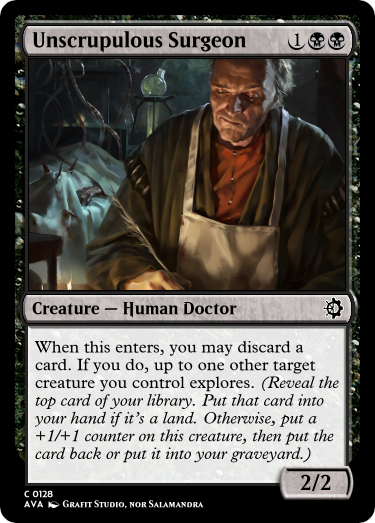 Unscrupulous Surgeon 1
Creature — Human Doctor
When this enters, you may discard a
card. If you do, up to one other target
creature you control explores. (Reveal the
top card of your library. Put that card into
your hand if it's a land. Otherwise, put a
+1/+1 counter on this creature, then put the
card back or put it into your graveyard.)
2/2
C 0128
AVA Grafit Studio, nor Salamandra